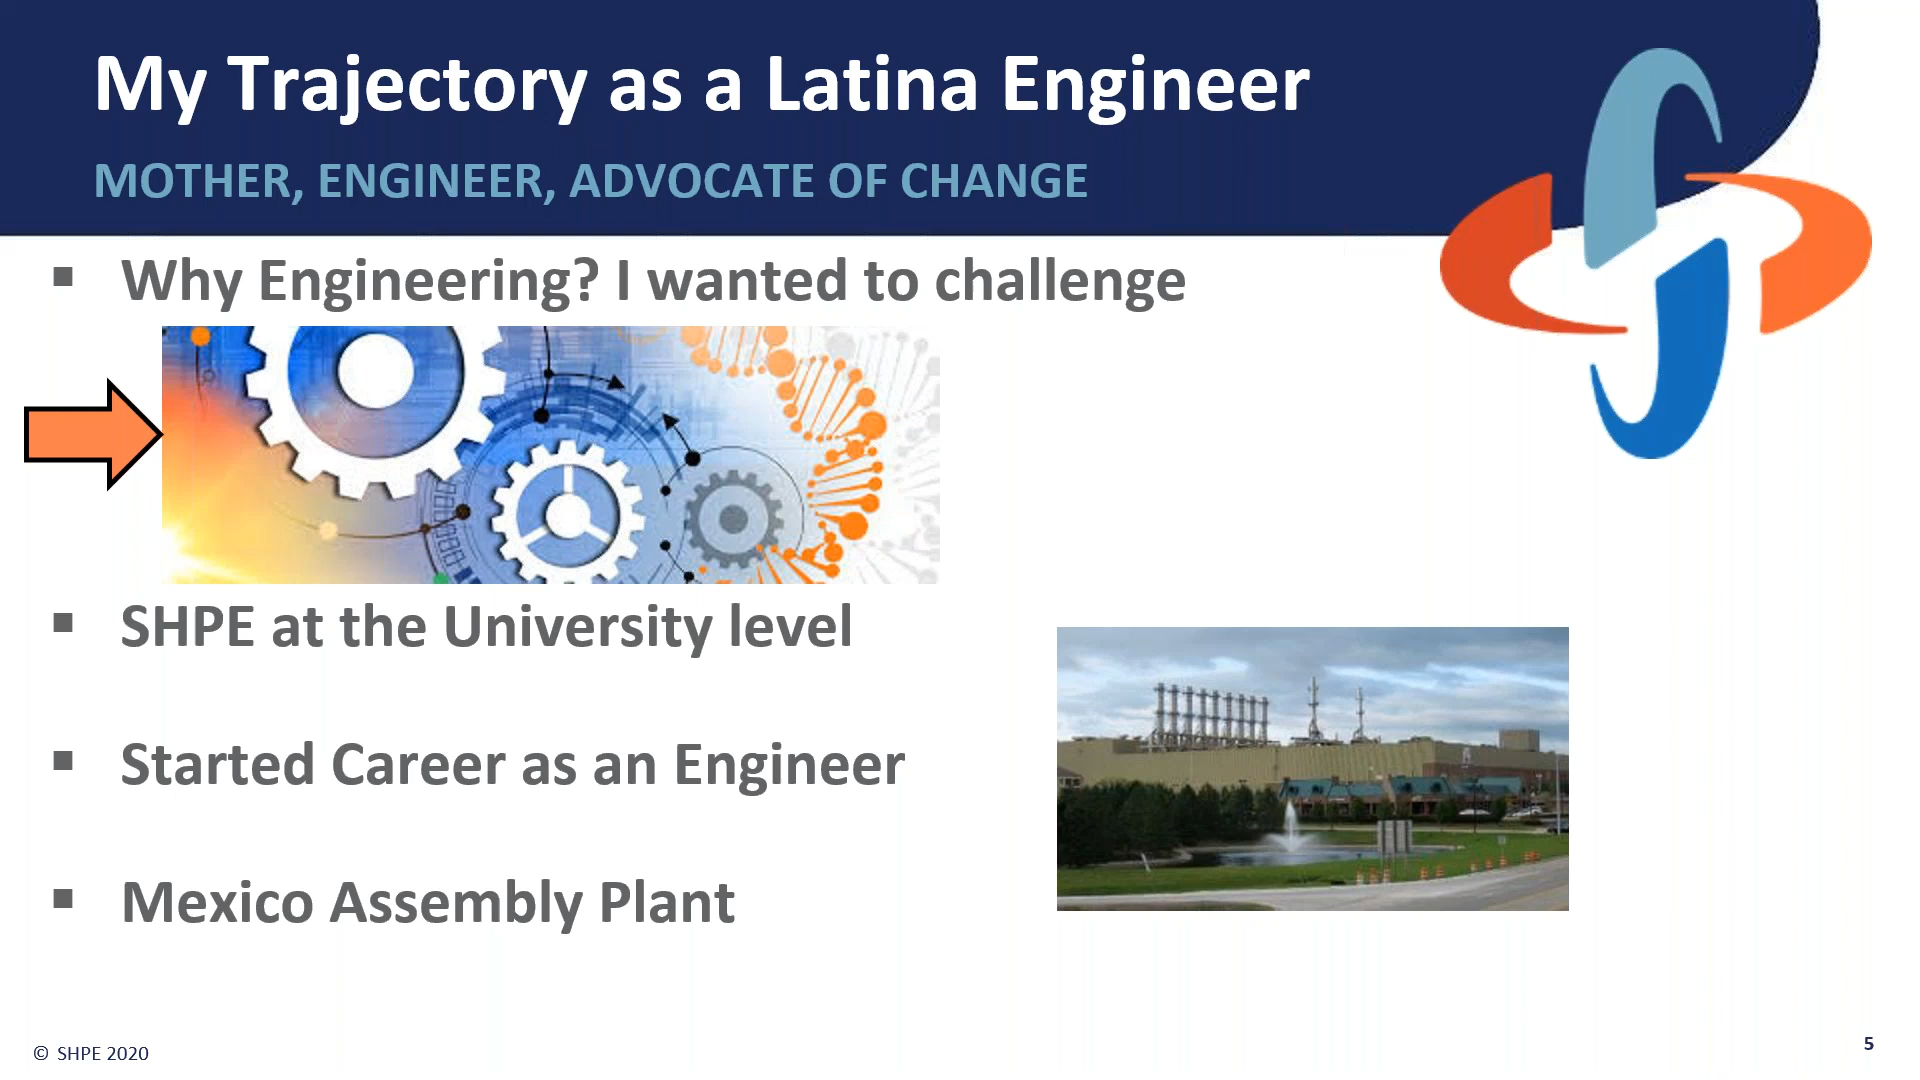 My Trajectory as a Latina Engineer
MOTHER, ENGINEER, ADVOCATE OF CHANGE
▪ Why Engineering? I wanted to challenge
▪ SHPE at the University level
▪ Started Career as an Engineer
▪ Mexico Assembly Plant
© SHPE 2020
5